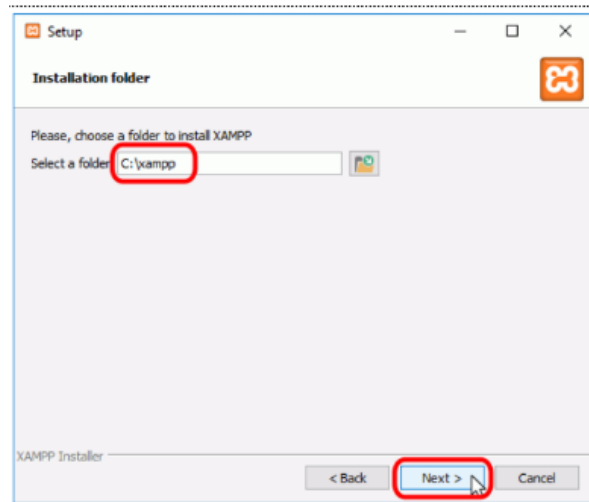 Setup
Installation folder
Please, choose a folder to install XAMPP
Select a folder C:\xampp
XAMPP Installer
< Back Next > Cancel